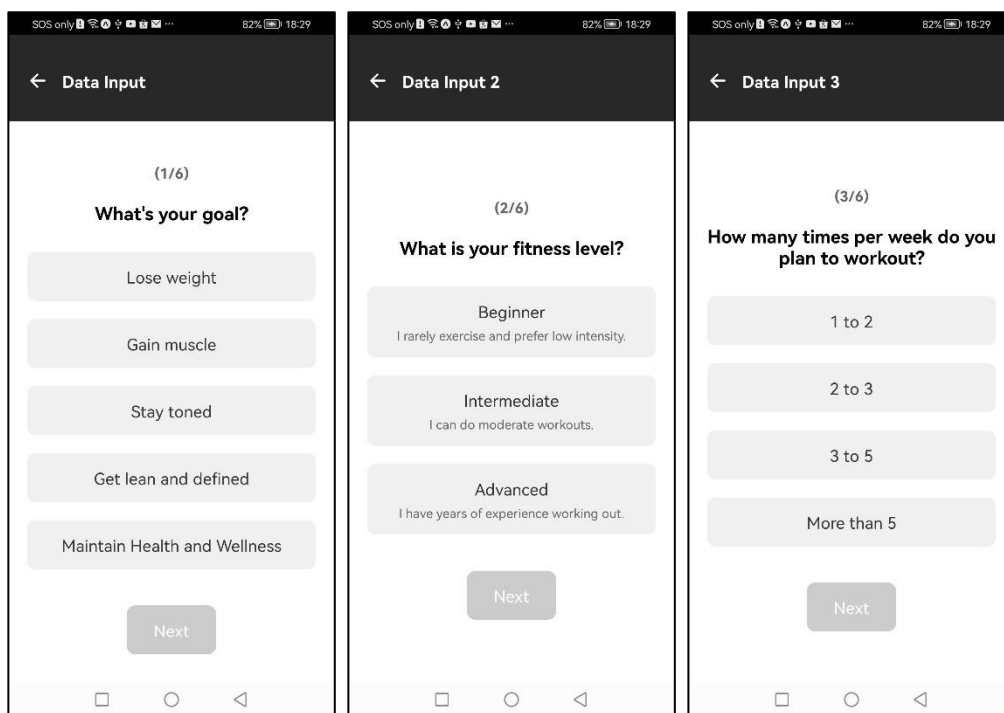 SOS only 82% 18:29
Data Input
(1/6)
What's your goal?
Lose weight
Gain muscle
Stay toned
Get lean and defined
Maintain Health and Wellness
Next
SOS only 82% 18:29
Data Input 2
(2/6)
What is your fitness level?
Beginner
I rarely exercise and prefer low intensity.
Intermediate
I can do moderate workouts.
Advanced
I have years of experience working out.
Next
SOS only 82% 18:29
Data Input 3
(3/6)
How many times per week do you
plan to workout?
1 to 2
2 to 3
3 to 5
More than 5
Next